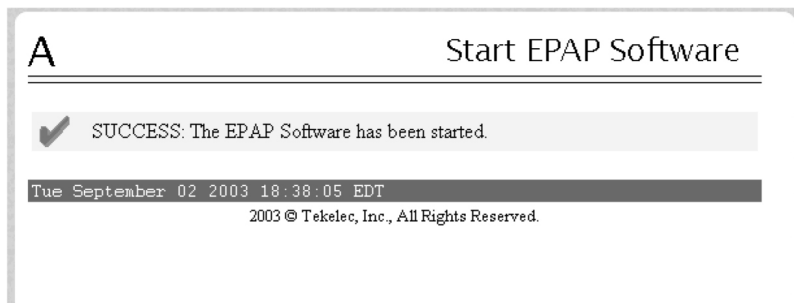 A
Start EPAP Software
SUCCESS: The EPAP Software has been started.
Tue September 02 2003 18:38:05 EDT
2003 © Tekelec, Inc., All Rights Reserved.